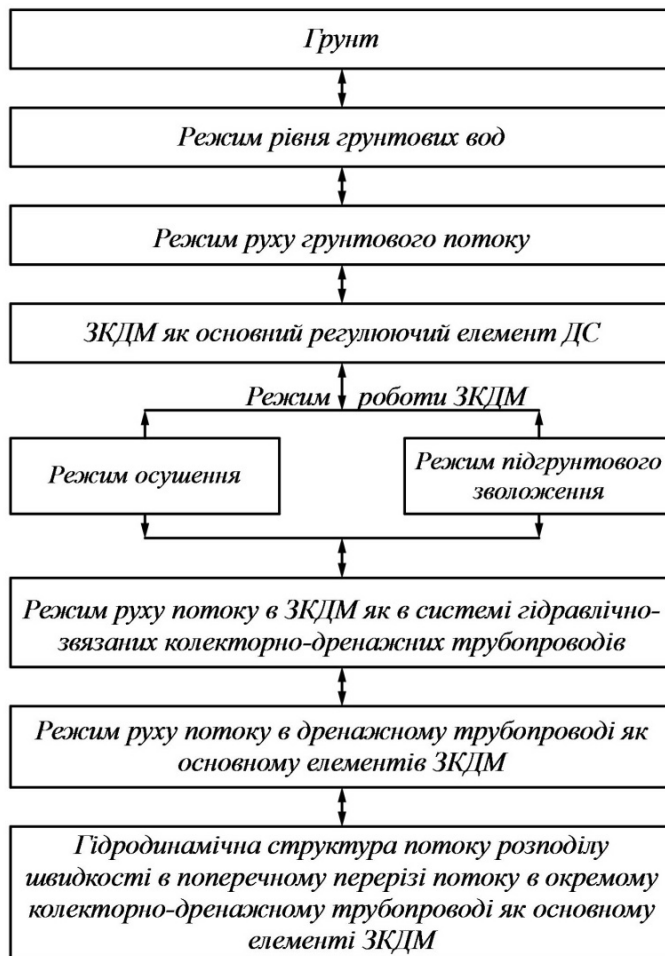 Грунт
Режим рівня грунтових вод
Режим руху грунтового потоку
ЗКДМ як основний регулюючий елемент ДС
Режим роботи ЗКДМ
Режим осушення
Режим підгрунтового
зволоження
Режим руху потоку в ЗКДМ як в системі гідравлічно-
звязаних колекторно-дренажних трубопроводів
Режим руху потоку в дренажному трубопроводі як
основному елементів ЗКДМ
Гідродинамічна структура потоку розподілу
швидкості в поперечному перерізі потоку в окремому
колекторно-дренажному трубопроводі як основному
елементі ЗКДМ